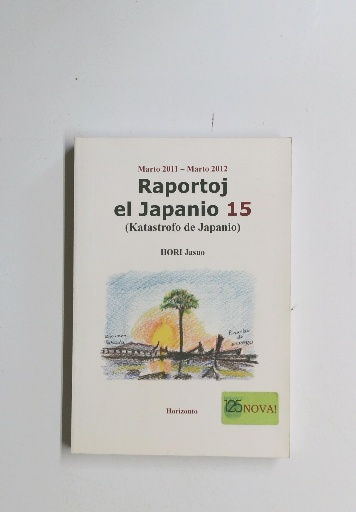 Marto 2011 – Marto 2012
Raportoj
el Japanio 15
(Katastrofo de Japanio)
HORI Jasuo
Horizonto
125 NOVA!